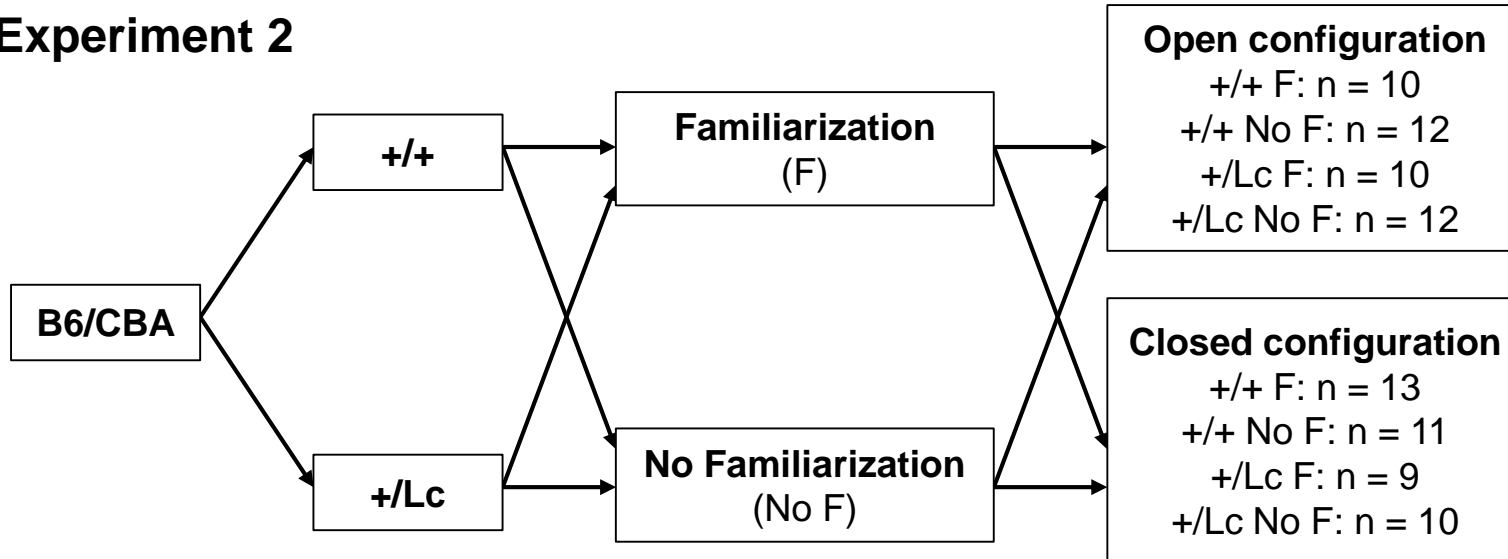 Experiment 2
B6/CBA
+/+
+/Lc
Familiarization
(F)
No Familiarization
(No F)
Open configuration
+/+ F: n = 10
+/+ No F: n = 12
+/Lc F: n = 10
+/Lc No F: n = 12
Closed configuration
+/+ F: n = 13
+/+ No F: n = 11
+/Lc F: n = 9
+/Lc No F: n = 10